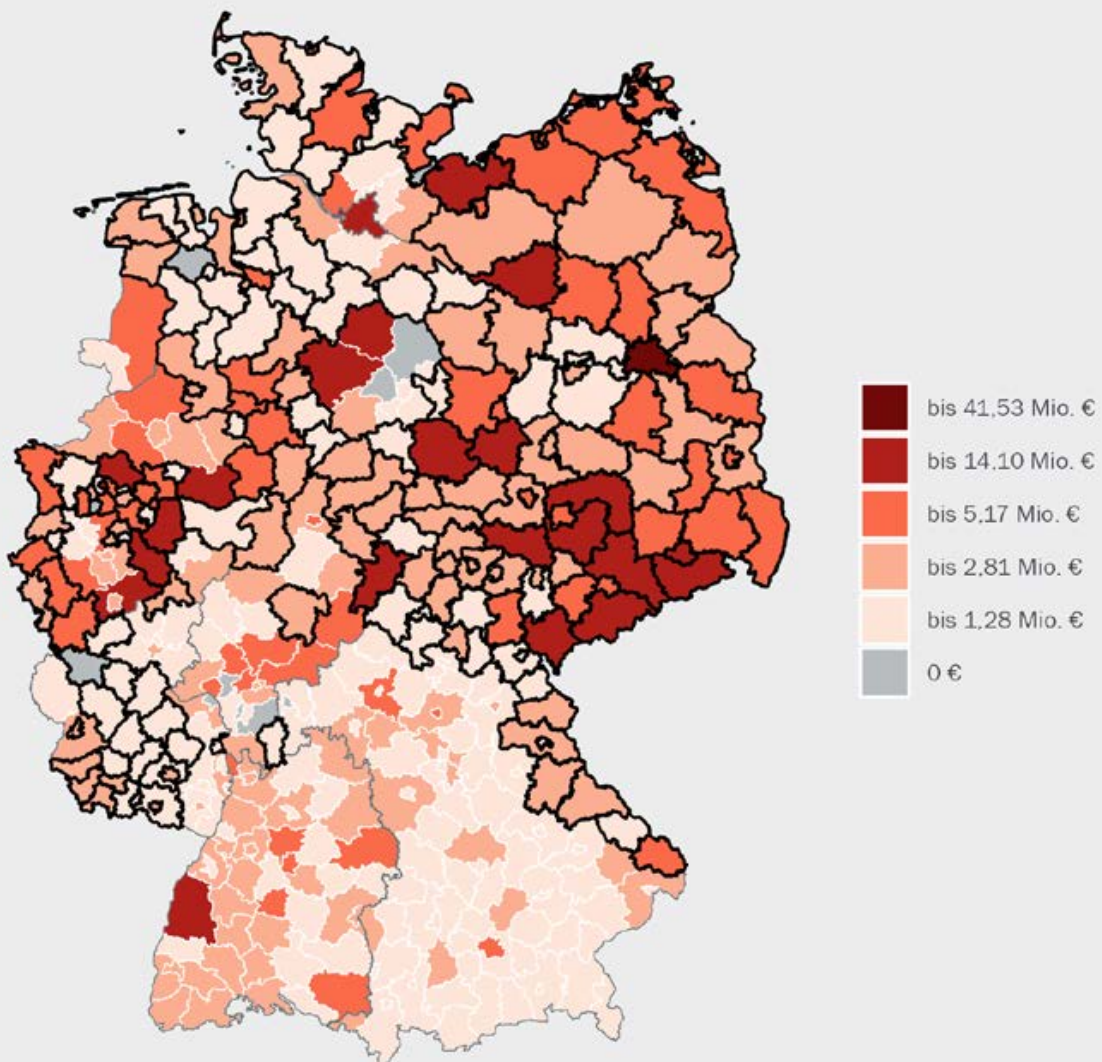 bis 41,53 Mio. €
bis 14,10 Mio. €
bis 5,17 Mio. €
bis 2,81 Mio. €
bis 1,28 Mio. €
0 €